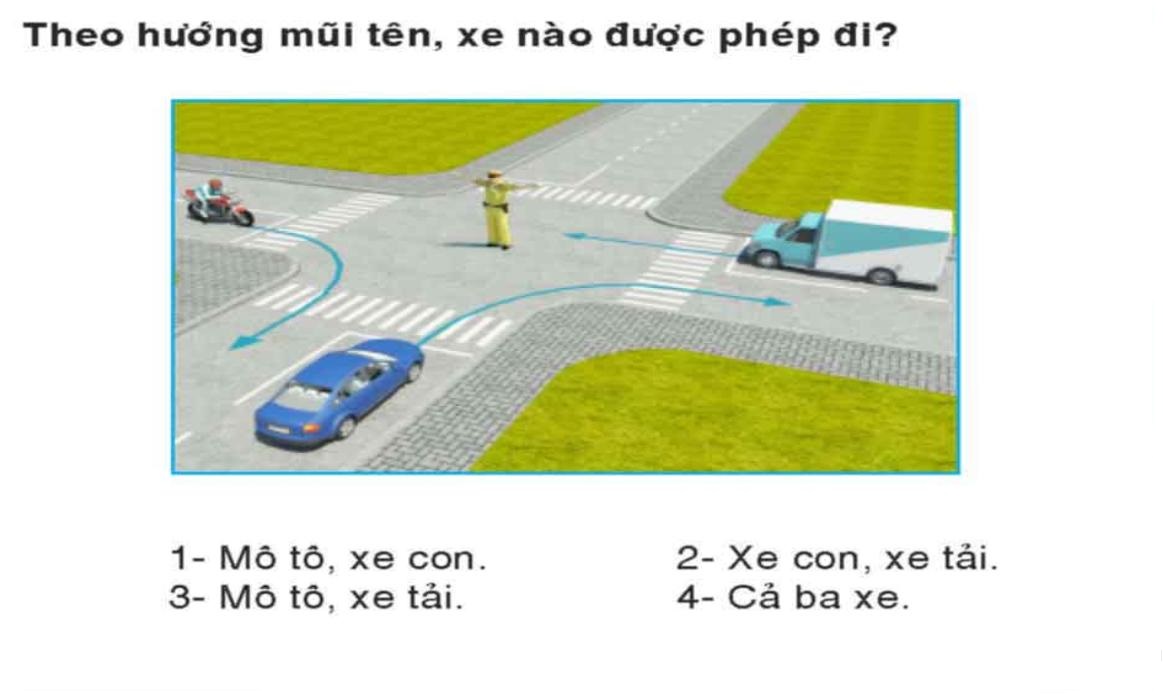 Theo hướng mũi tên, xe nào được phép đi?
1- Mô tô, xe con. 2- Xe con, xe tải.
3- Mô tô, xe tải. 4- Cả ba xe.